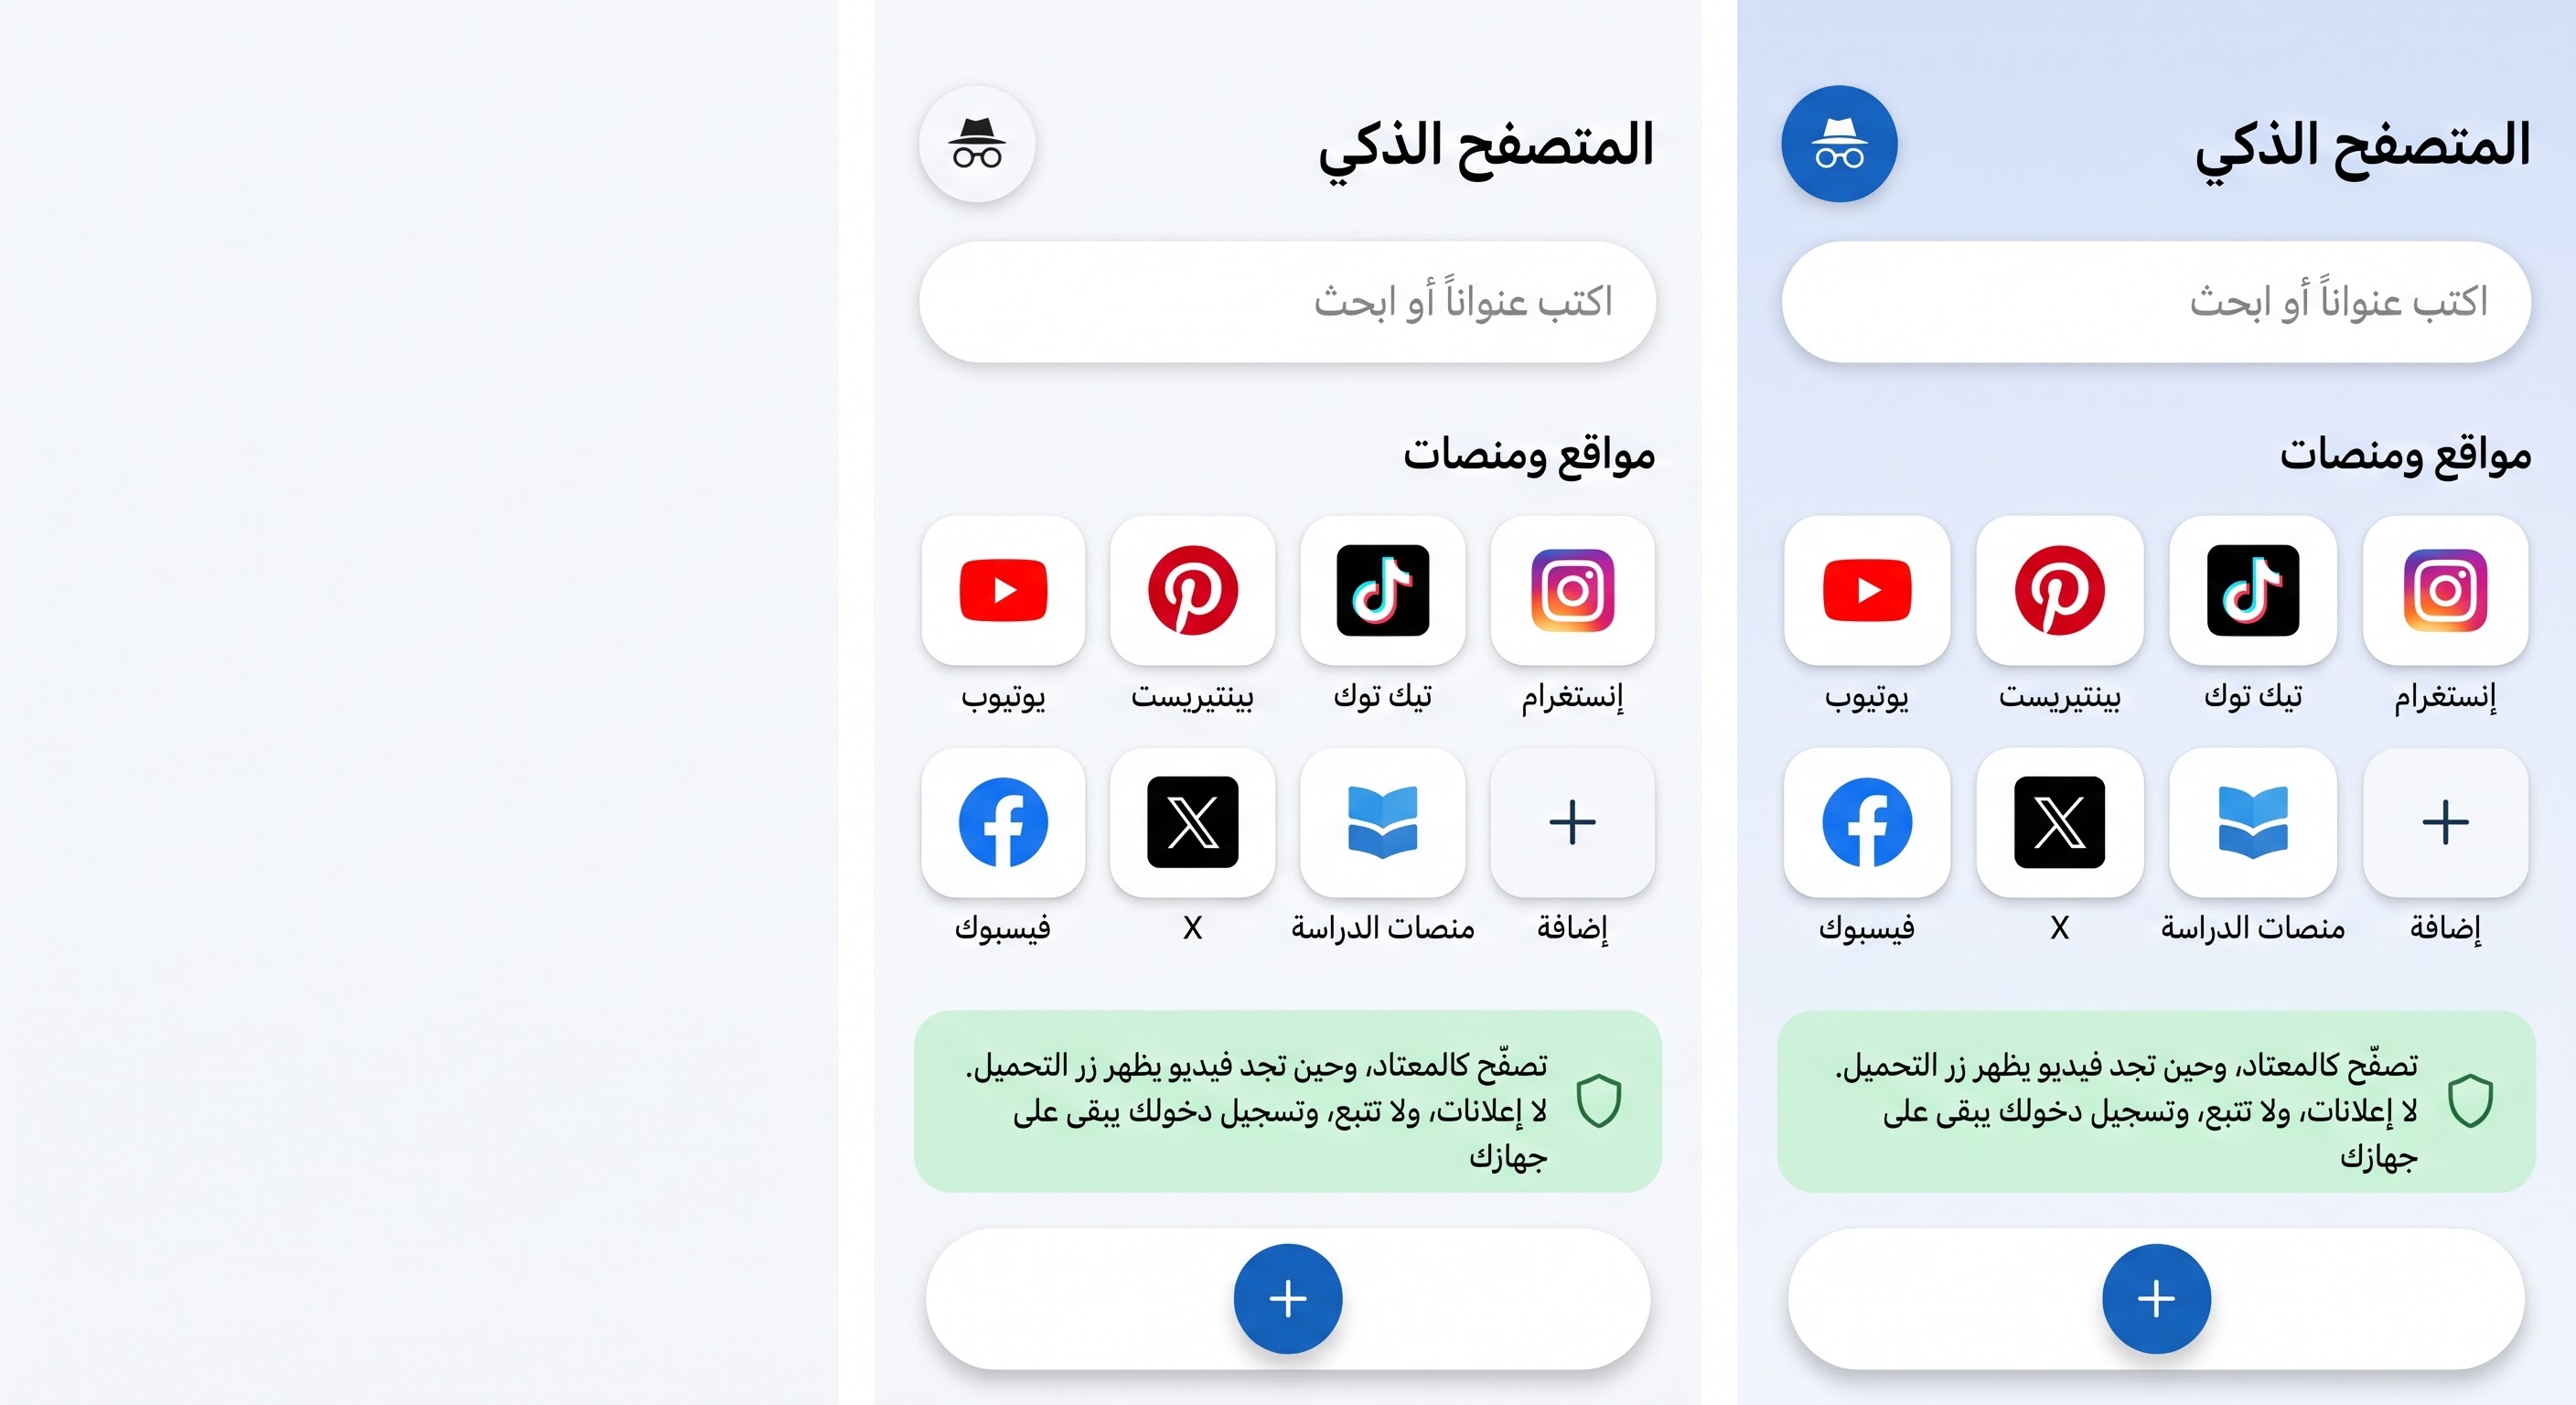 المتصفح الذكي
اكتب عنواناً أو ابحث
مواقع ومنصات
إنستغرام
تيك توك
بينتيريست
يوتيوب
إضافة
منصات الدراسة
X
فيسبوك
تصفّح كالمعتاد، وحين تجد فيديو يظهر زر التحميل.
لا إعلانات، ولا تتبع، وتسجيل دخولك يبقى على
جهازك
المتصفح الذكي
اكتب عنواناً أو ابحث
مواقع ومنصات
إنستغرام
تيك توك
بينتيريست
يوتيوب
إضافة
منصات الدراسة
X
فيسبوك
تصفّح كالمعتاد، وحين تجد فيديو يظهر زر التحميل.
لا إعلانات، ولا تتبع، وتسجيل دخولك يبقى على
جهازك